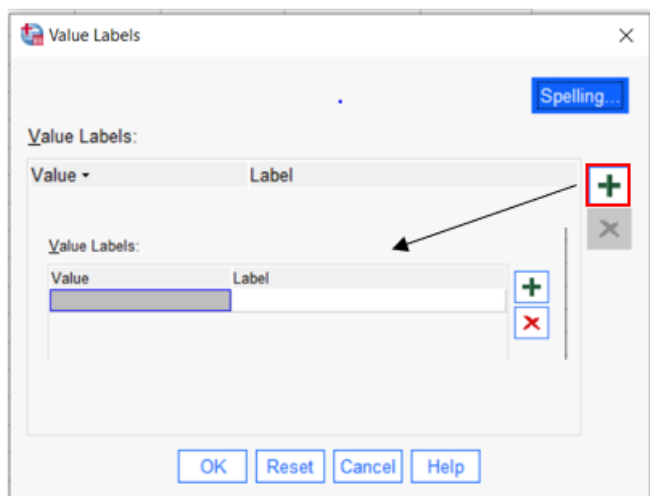 Value Labels
Spelling...
Value Labels:
Value Label
Value Labels:
Value Label
OK Reset Cancel Help